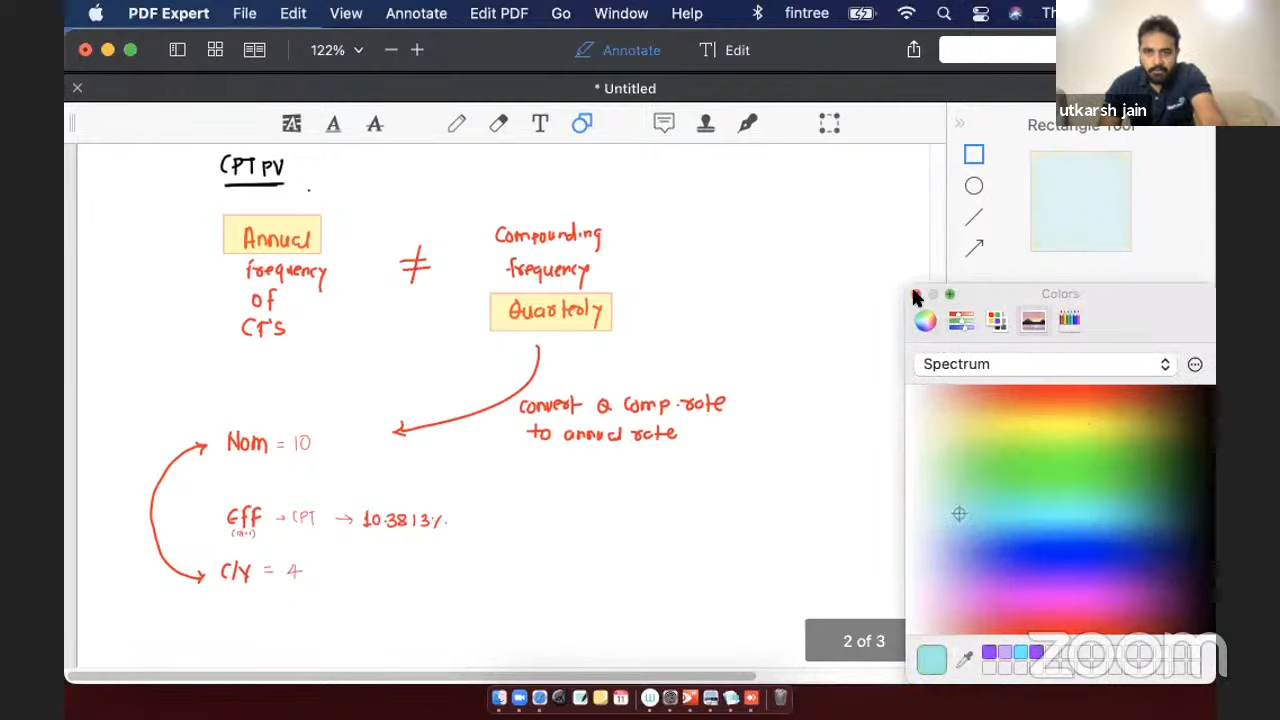 PDF Expert File Edit View Annotate Edit PDF Go Window Help fintree
122% Annotate T| Edit
* Untitled
utkarsh jain
Rectangle Tool
CPT PV
Annual
frequency
of
CF's
≠
Compounding
frequency
Quarterly
convert Q comp. rate
to annual rate
Nom = 10
Eff → CPT → 10.3813%.
C/Y = 4
Colors
Spectrum
2 of 3
zoom